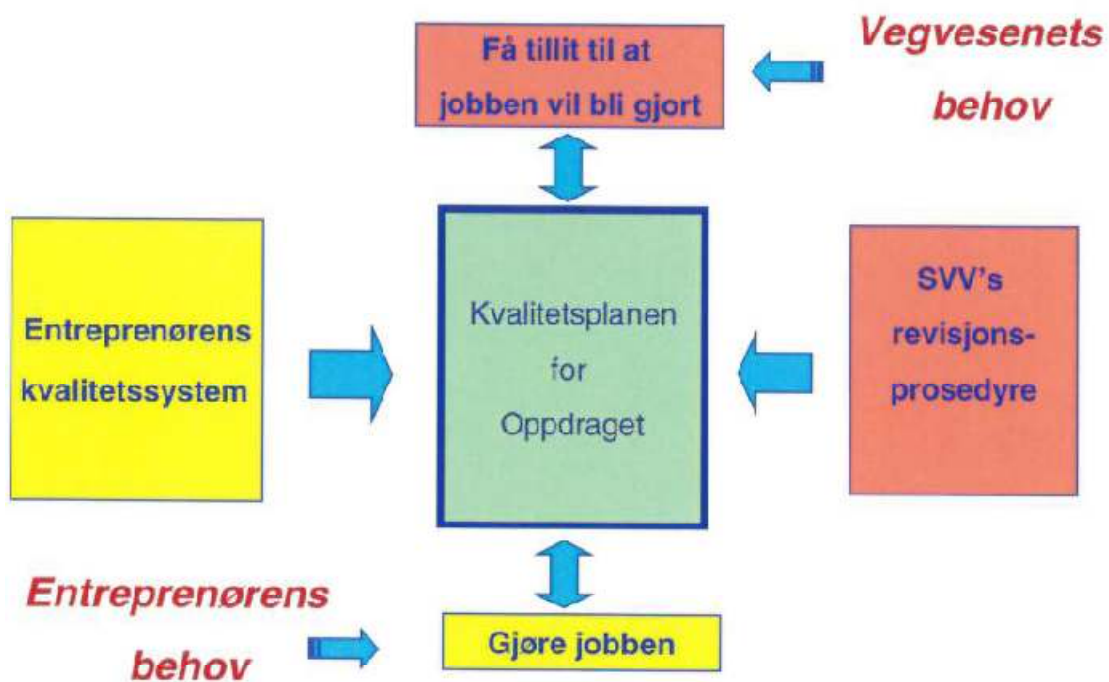 Få tillit til at
jobben vil bli gjort
Vegvesenets
behov
Entreprenørens
kvalitetssystem
Kvalitetsplanen
for
Oppdraget
SVV's
revisjons-
prosedyre
Entreprenørens
behov
Gjøre jobben